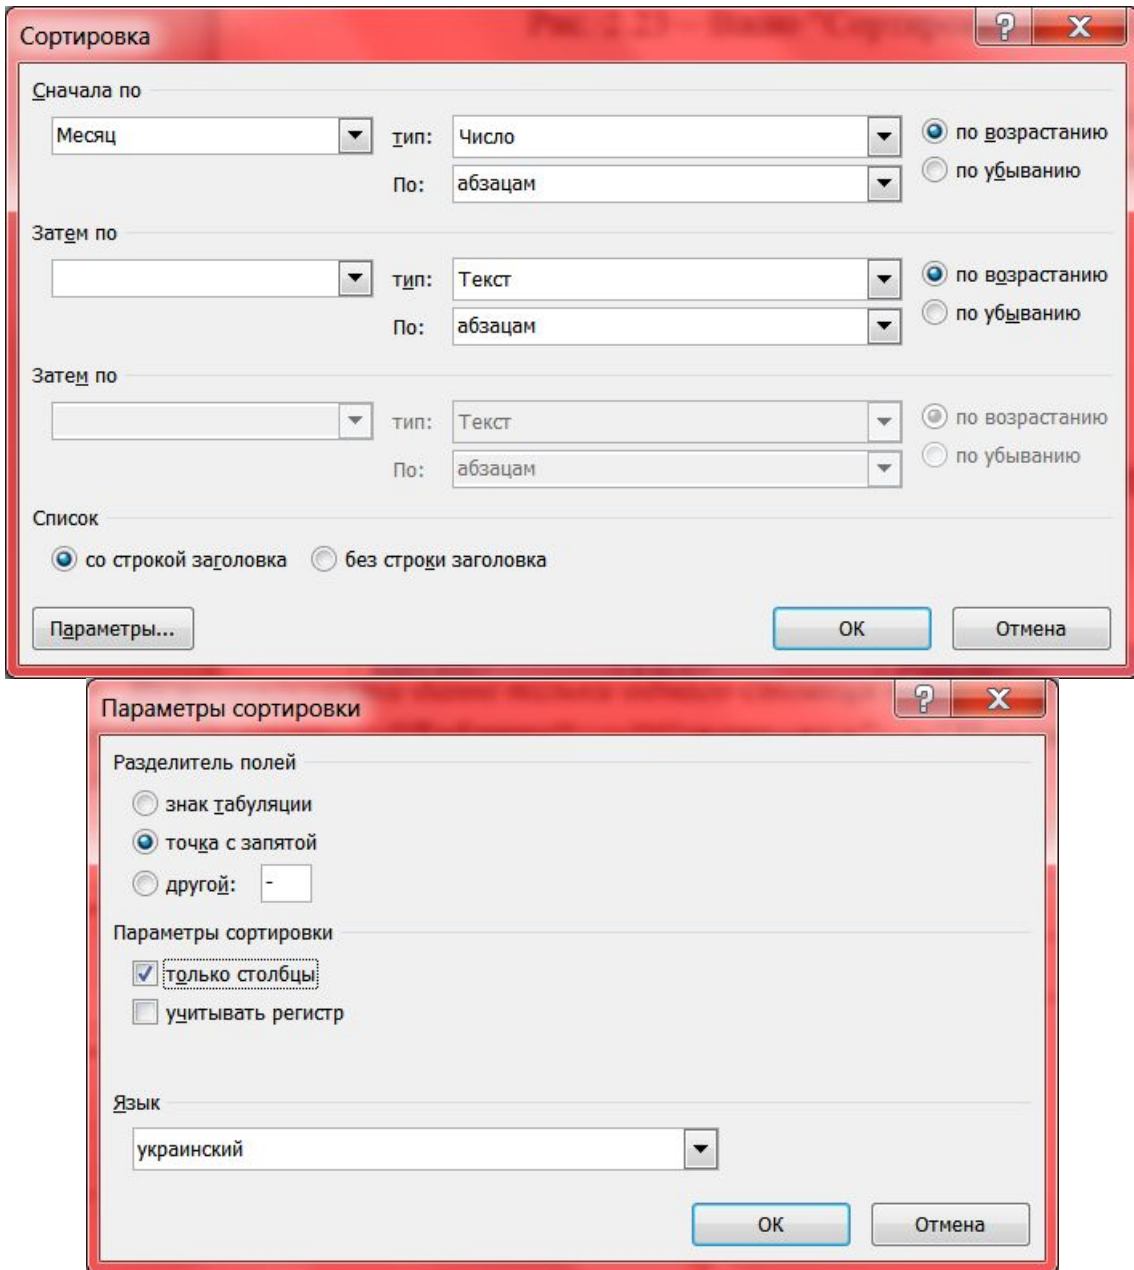 Сортировка
Сначала по
Месяц тип: Число по возрастанию
По: абзацам по убыванию
Затем по
тип: Текст по возрастанию
По: абзацам по убыванию
Затем по
тип: Текст по возрастанию
По: абзацам по убыванию
Список
со строкой заголовка без строки заголовка
Параметры... ОК Отмена
Параметры сортировки
Разделитель полей
знак табуляции
точка с запятой
другой: -
Параметры сортировки
только столбцы
учитывать регистр
Язык
украинский
ОК Отмена